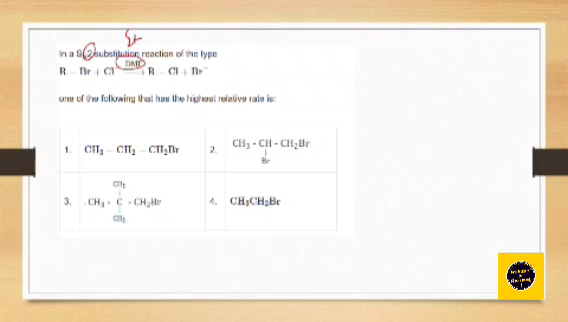 In a SN2 substitution reaction of the type
R - Br + Cl⁻ DMF → R - Cl + Br⁻
one of the following that has the highest relative rate is:
1. CH₃ - CH₂ - CH₂Br
2. CH₃ - CH - CH₂Br
Br
CH₃
3. . CH₃ - C - CH₂Br
CH₃
4. CH₃CH₂Br